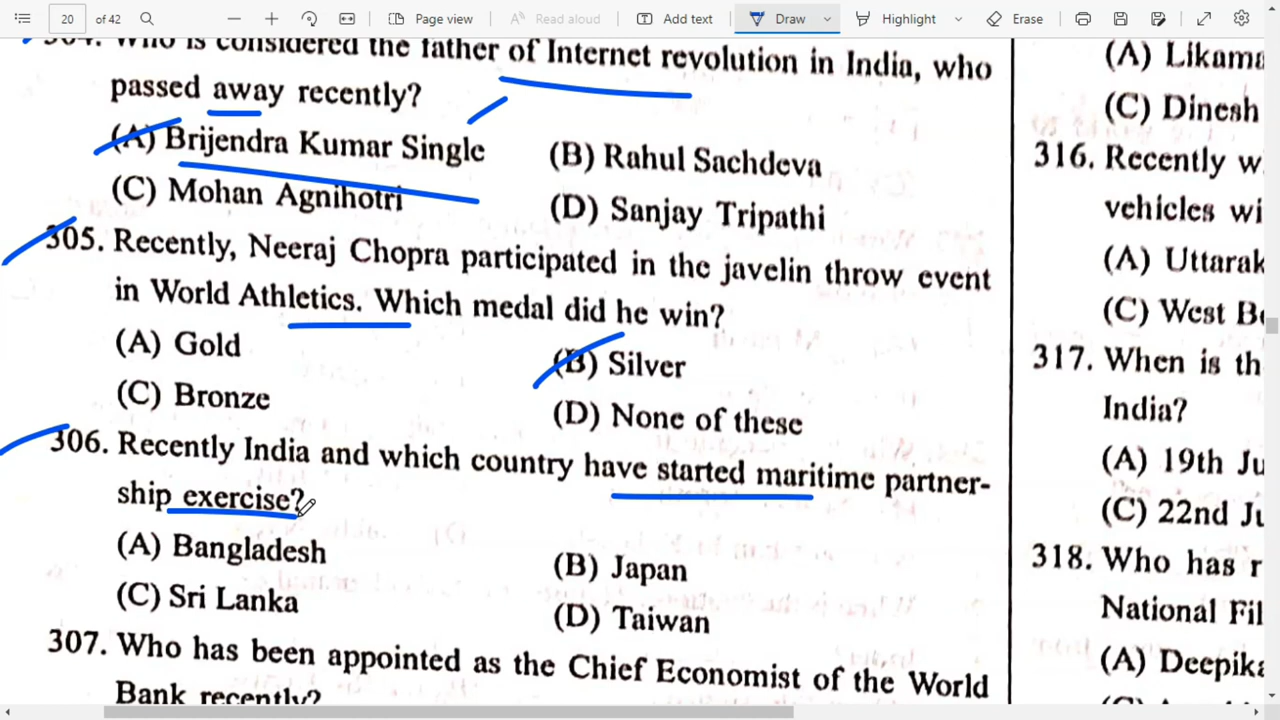 20 of 42 Page view Read aloud Add text Draw Highlight Erase
304. Who is considered the father of Internet revolution in India, who
passed away recently?
(A) Brijendra Kumar Single (B) Rahul Sachdeva
(C) Mohan Agnihotri (D) Sanjay Tripathi
305. Recently, Neeraj Chopra participated in the javelin throw event
in World Athletics. Which medal did he win?
(A) Gold (B) Silver
(C) Bronze (D) None of these
306. Recently India and which country have started maritime partner-
ship exercise?
(A) Bangladesh (B) Japan
(C) Sri Lanka (D) Taiwan
307. Who has been appointed as the Chief Economist of the World
Bank recently?
(A) Likama
(C) Dinesh
316. Recently w
vehicles wi
(A) Uttarak
(C) West Be
317. When is th
India?
(A) 19th Ju
(C) 22nd Ju
318. Who has r
National Fil
(A) Deepika